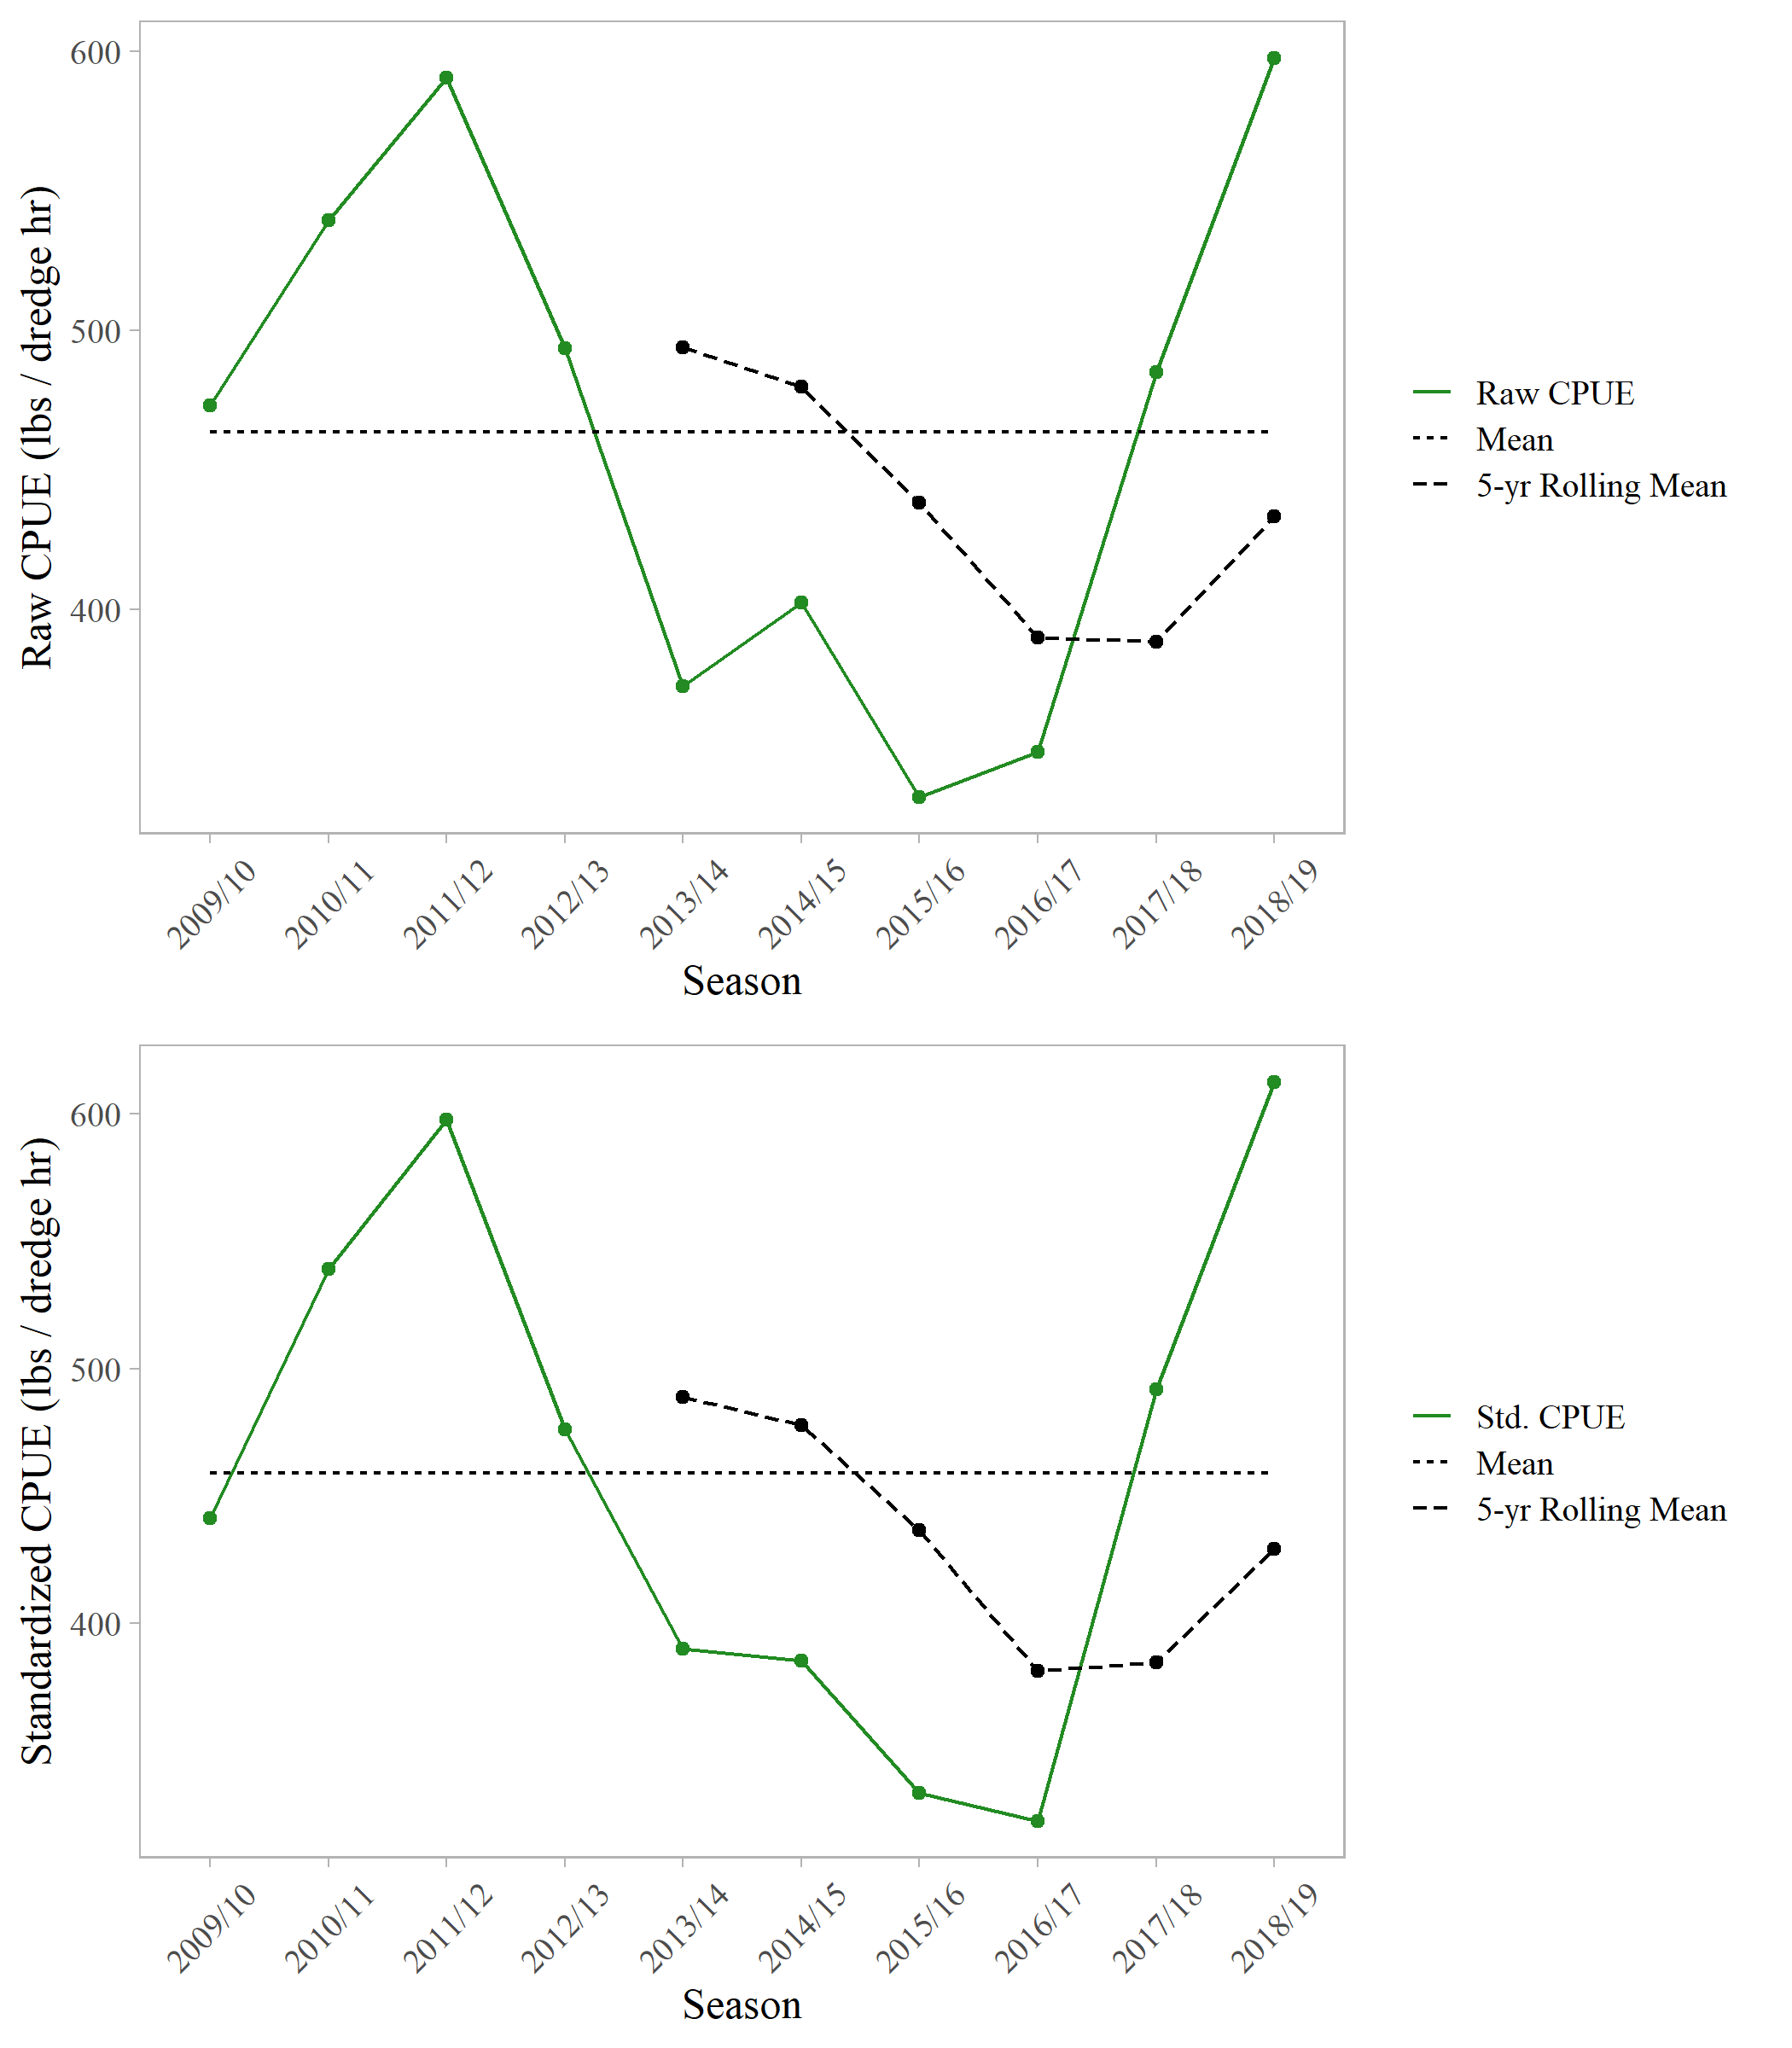 Raw CPUE (lbs / dredge hr)
600
500
400
2009/10
2010/11
2011/12
2012/13
2013/14
2014/15
2015/16
2016/17
2017/18
2018/19
Season
Raw CPUE
Mean
5-yr Rolling Mean
Standardized CPUE (lbs / dredge hr)
600
500
400
2009/10
2010/11
2011/12
2012/13
2013/14
2014/15
2015/16
2016/17
2017/18
2018/19
Season
Std. CPUE
Mean
5-yr Rolling Mean